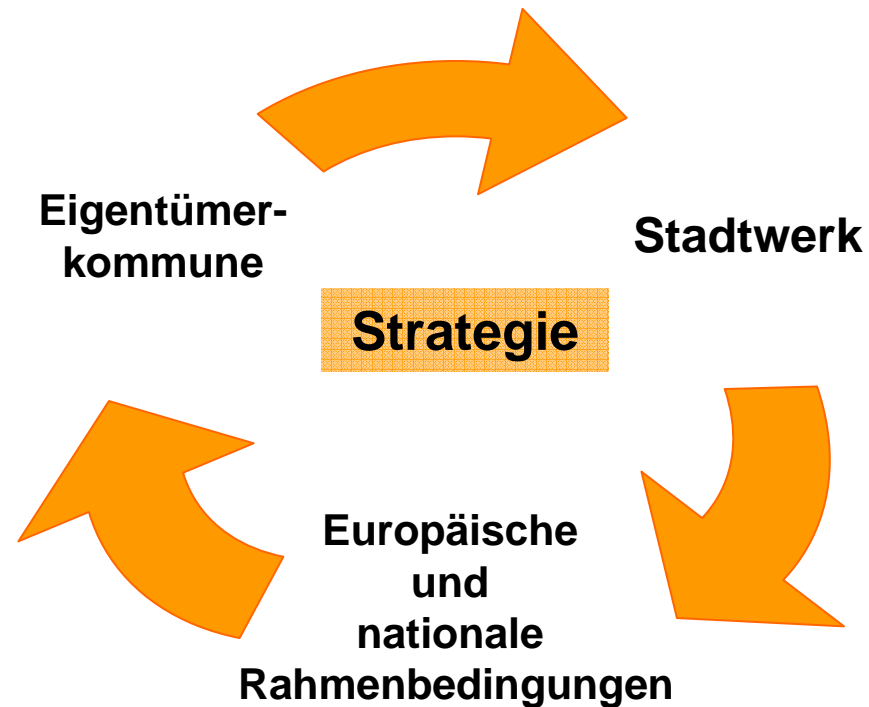 Eigentümer-
kommune
Stadtwerk
Strategie
Europäische
und
nationale
Rahmenbedingungen